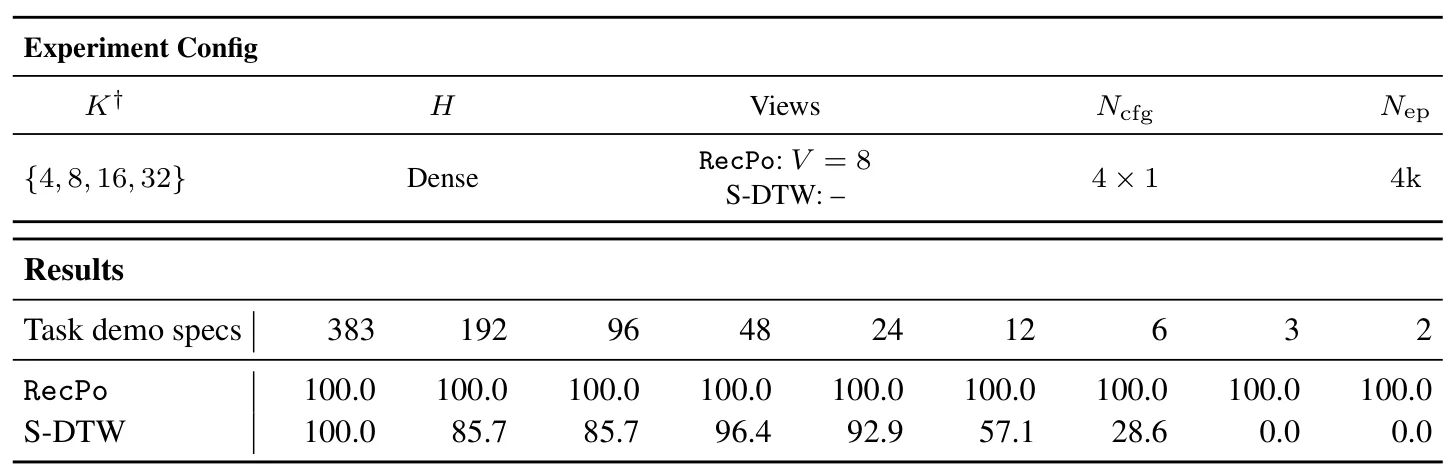 Experiment Config
K† H Views N_cfg N_ep
{4, 8, 16, 32} Dense RecPo: V = 8 4 × 1 4k
S-DTW: –
Results
Task demo specs 383 192 96 48 24 12 6 3 2
RecPo 100.0 100.0 100.0 100.0 100.0 100.0 100.0 100.0 100.0
S-DTW 100.0 85.7 85.7 96.4 92.9 57.1 28.6 0.0 0.0